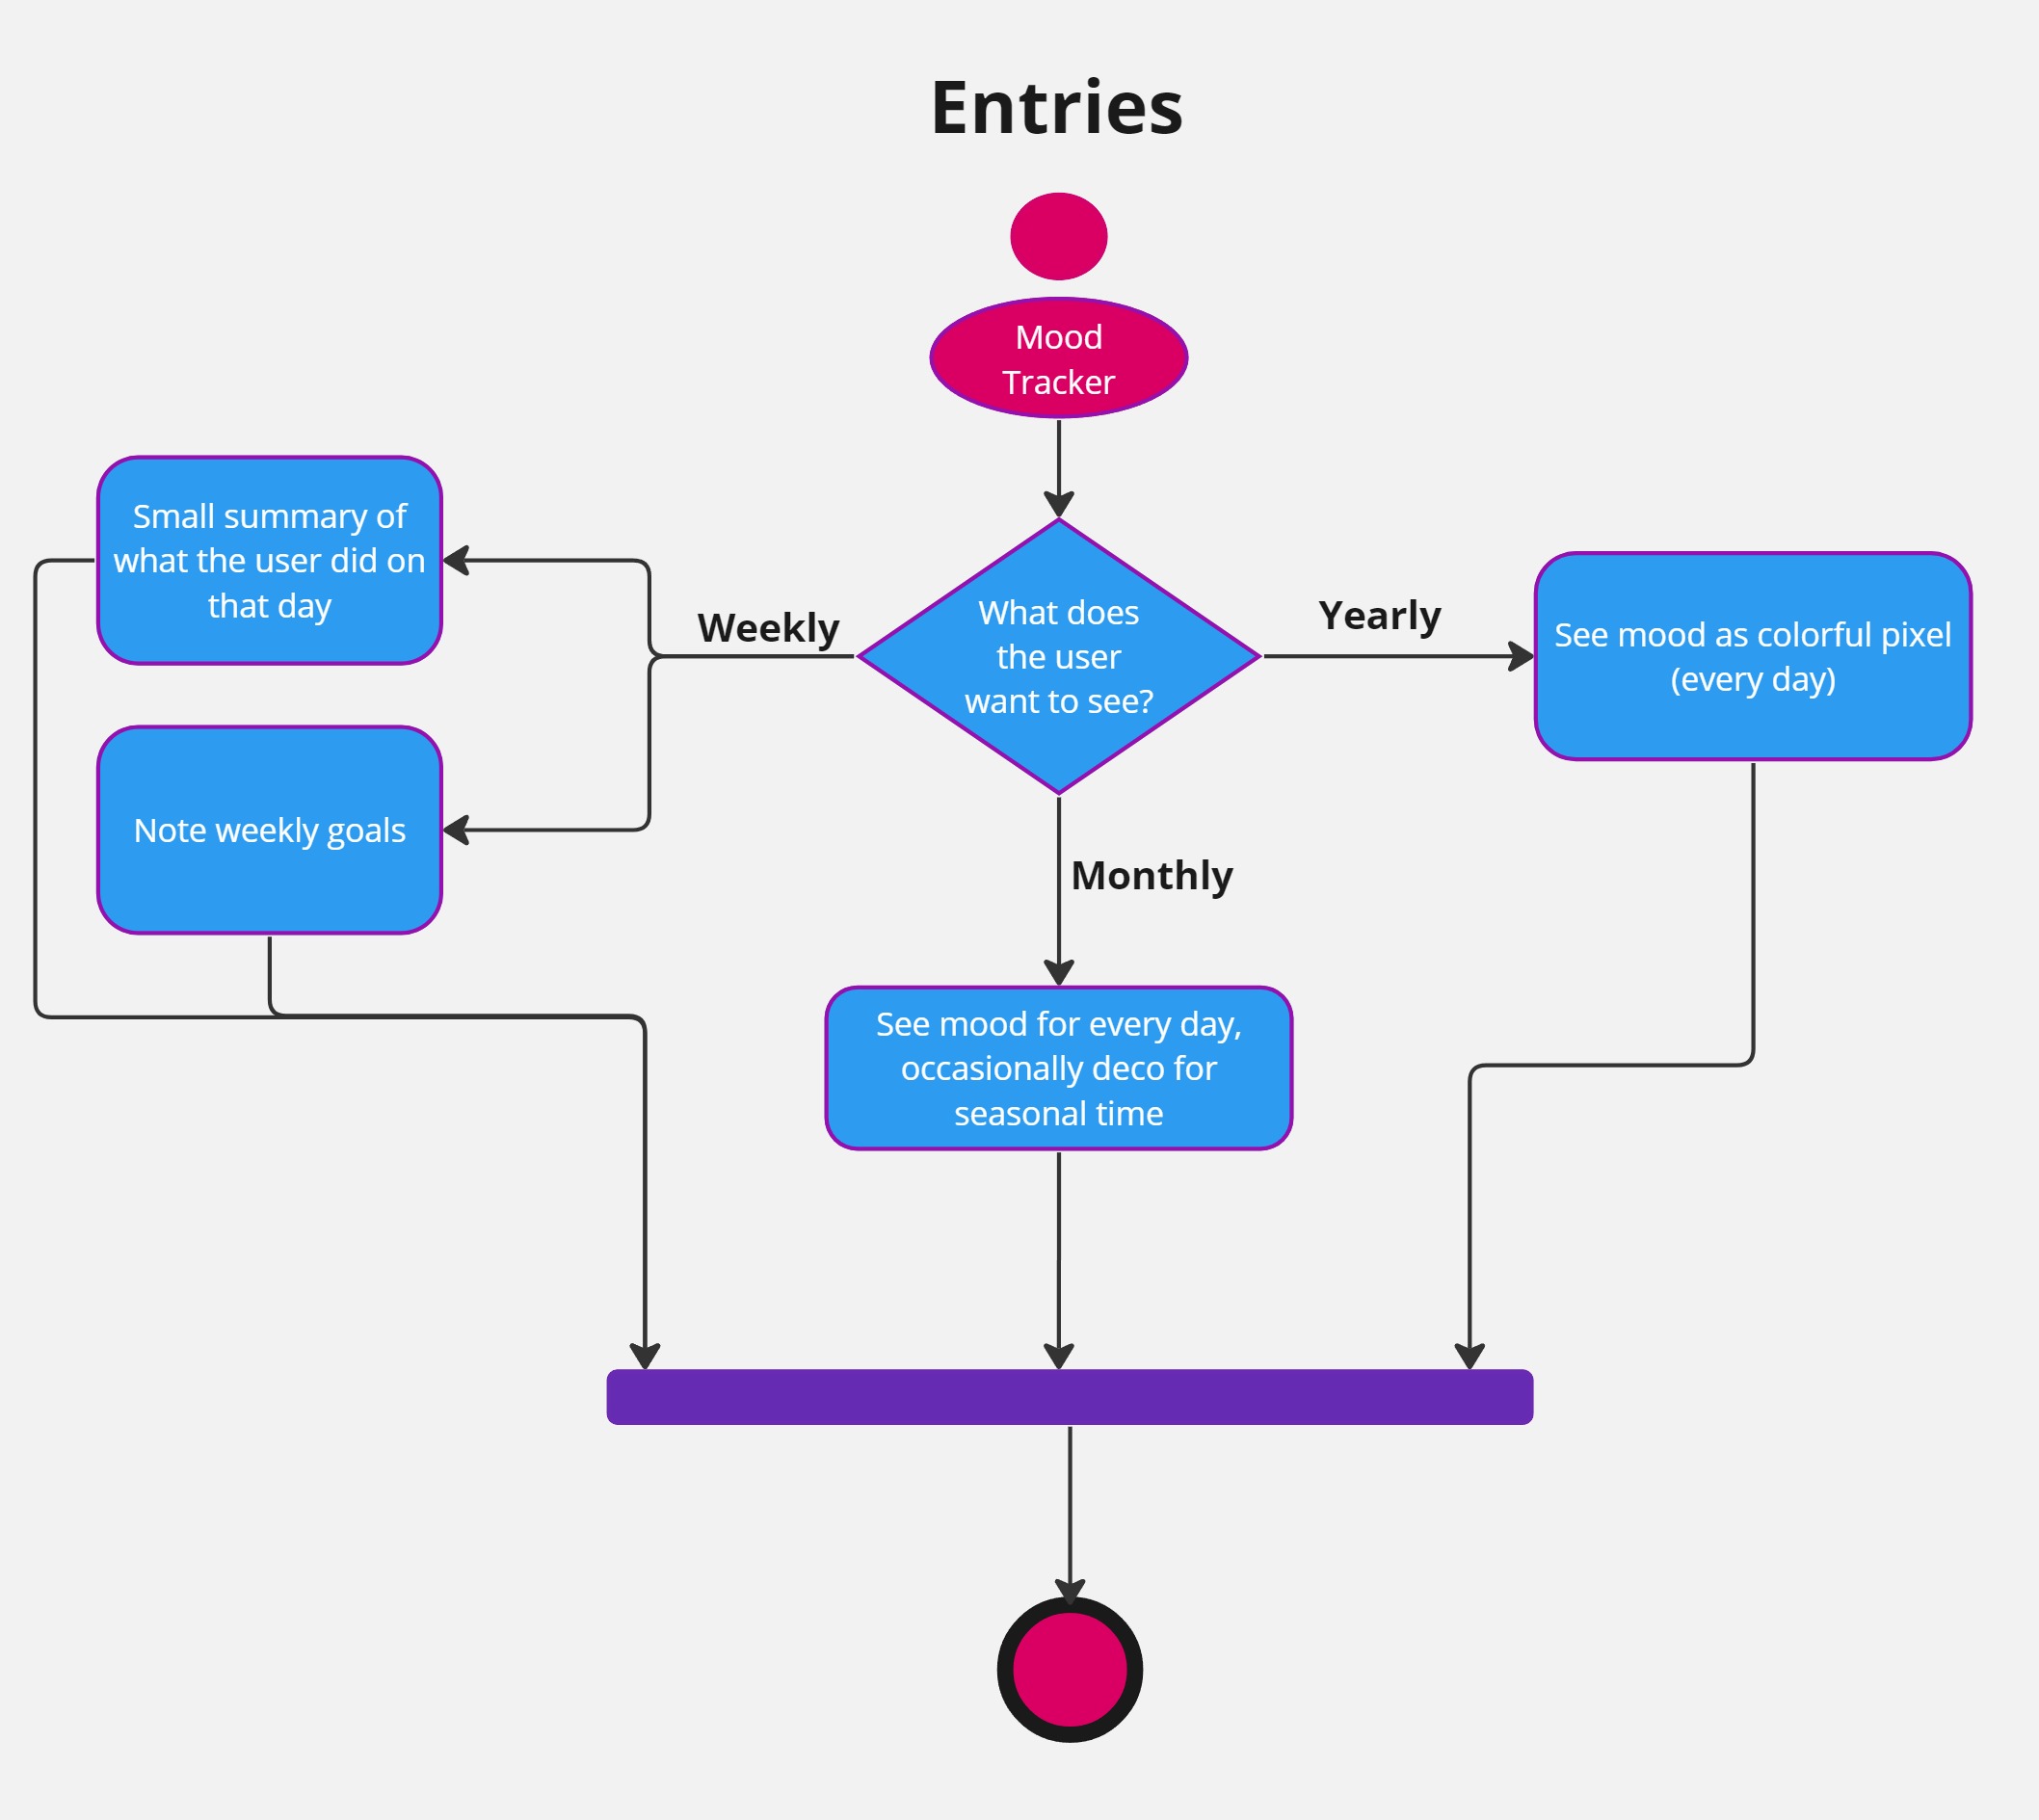 Entries
Mood
Tracker
Small summary of
what the user did on
that day
Weekly
What does
the user
want to see?
Yearly
See mood as colorful pixel
(every day)
Note weekly goals
Monthly
See mood for every day,
occasionally deco for
seasonal time